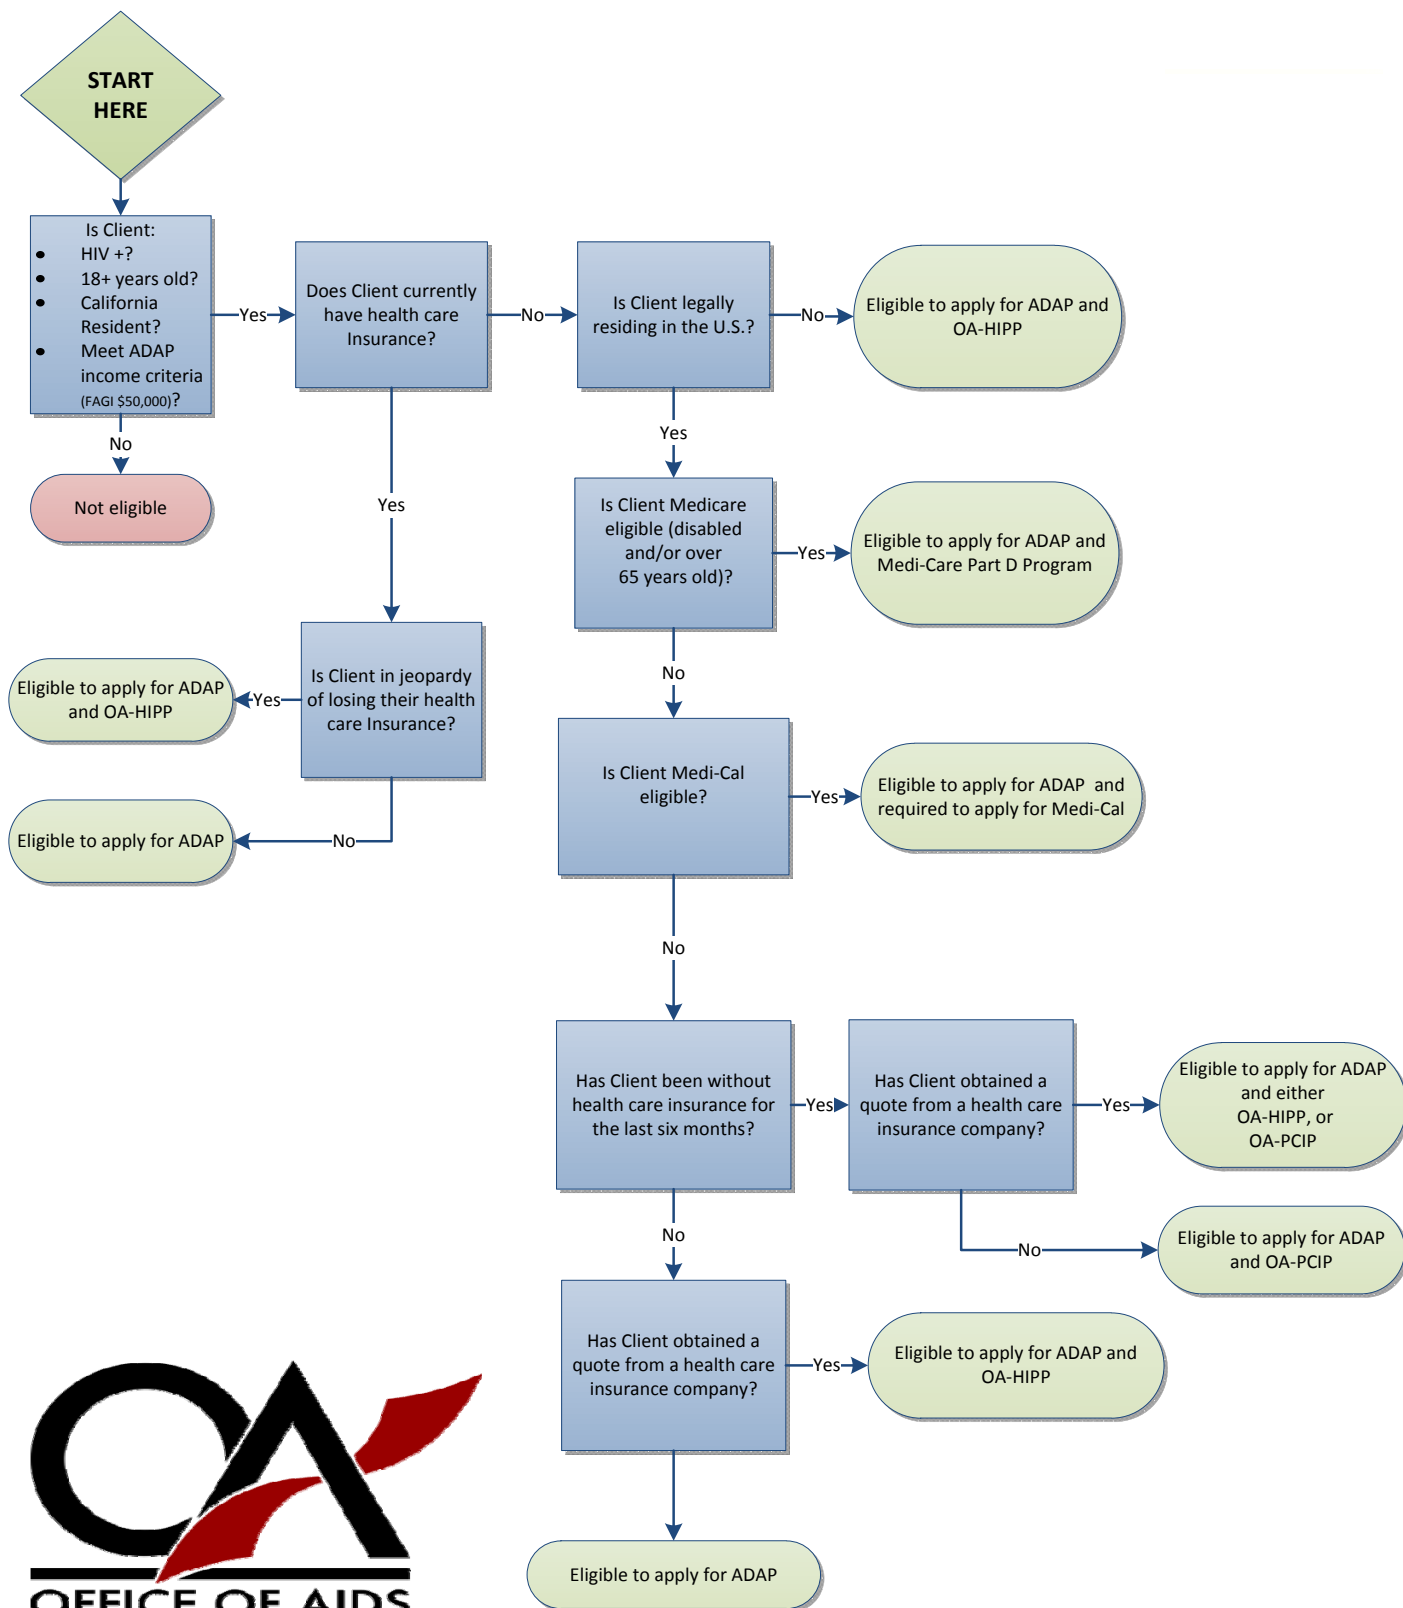 START
HERE
Is Client:
• HIV +?
• 18+ years old?
• California
Resident?
• Meet ADAP
income criteria
(FAGI $50,000)?
Yes
Does Client currently
have health care
Insurance?
No
Is Client legally
residing in the U.S.?
No
Eligible to apply for ADAP and
OA-HIPP
No
Not eligible
Yes
Yes
Is Client Medicare
eligible (disabled
and/or over
65 years old)?
Yes
Eligible to apply for ADAP and
Medi-Care Part D Program
No
Is Client in jeopardy
of losing their health
care Insurance?
Yes
Eligible to apply for ADAP
and OA-HIPP
No
Eligible to apply for ADAP
Is Client Medi-Cal
eligible?
Yes
Eligible to apply for ADAP and
required to apply for Medi-Cal
No
Has Client been without
health care insurance for
the last six months?
Yes
Has Client obtained a
quote from a health care
insurance company?
Yes
Eligible to apply for ADAP
and either
OA-HIPP, or
OA-PCIP
No
Eligible to apply for ADAP
and OA-PCIP
No
Has Client obtained a
quote from a health care
insurance company?
Yes
Eligible to apply for ADAP and
OA-HIPP
Eligible to apply for ADAP
OA
OFFICE OF AIDS